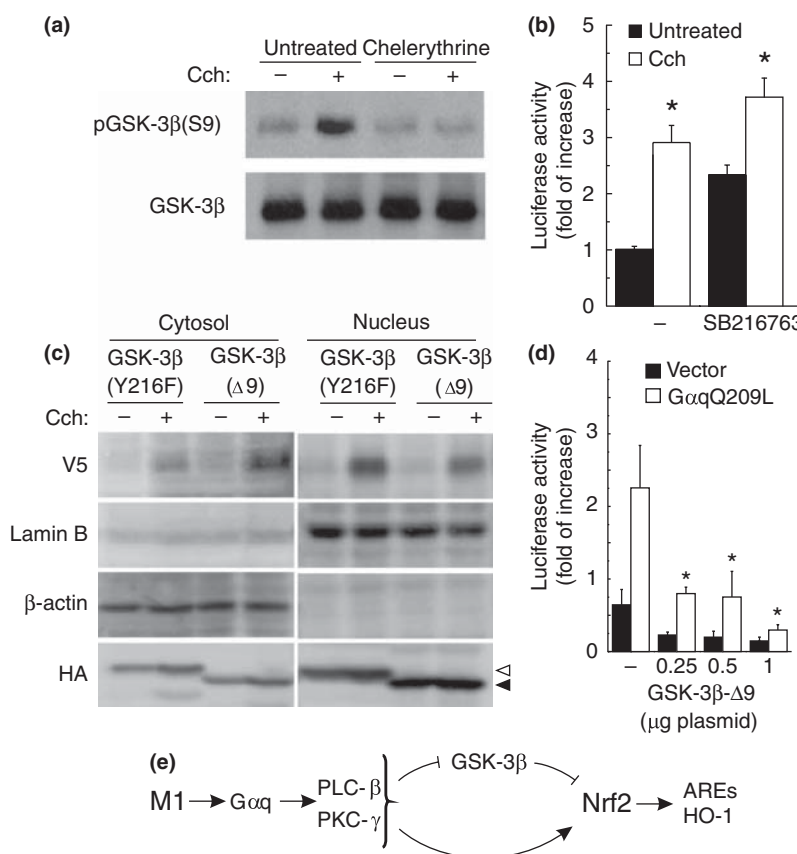 (a)
Untreated Chelerythrine
Cch: – + – +
pGSK-3β(S9)
GSK-3β
(b)
Untreated
Cch
Luciferase activity
(fold of increase)
5
4
3
2
1
0
* *
– SB216763
(c)
Cytosol Nucleus
GSK-3β GSK-3β GSK-3β GSK-3β
(Y216F) (Δ9) (Y216F) (Δ9)
Cch: – + – + – + – +
V5
Lamin B
β-actin
HA
(d)
Vector
GαqQ209L
Luciferase activity
(fold of increase)
4
3
2
1
0
* * *
– 0.25 0.5 1
GSK-3β-Δ9
(μg plasmid)
(e)
M1 Gαq PLC-β PKC-γ GSK-3β Nrf2 AREs HO-1